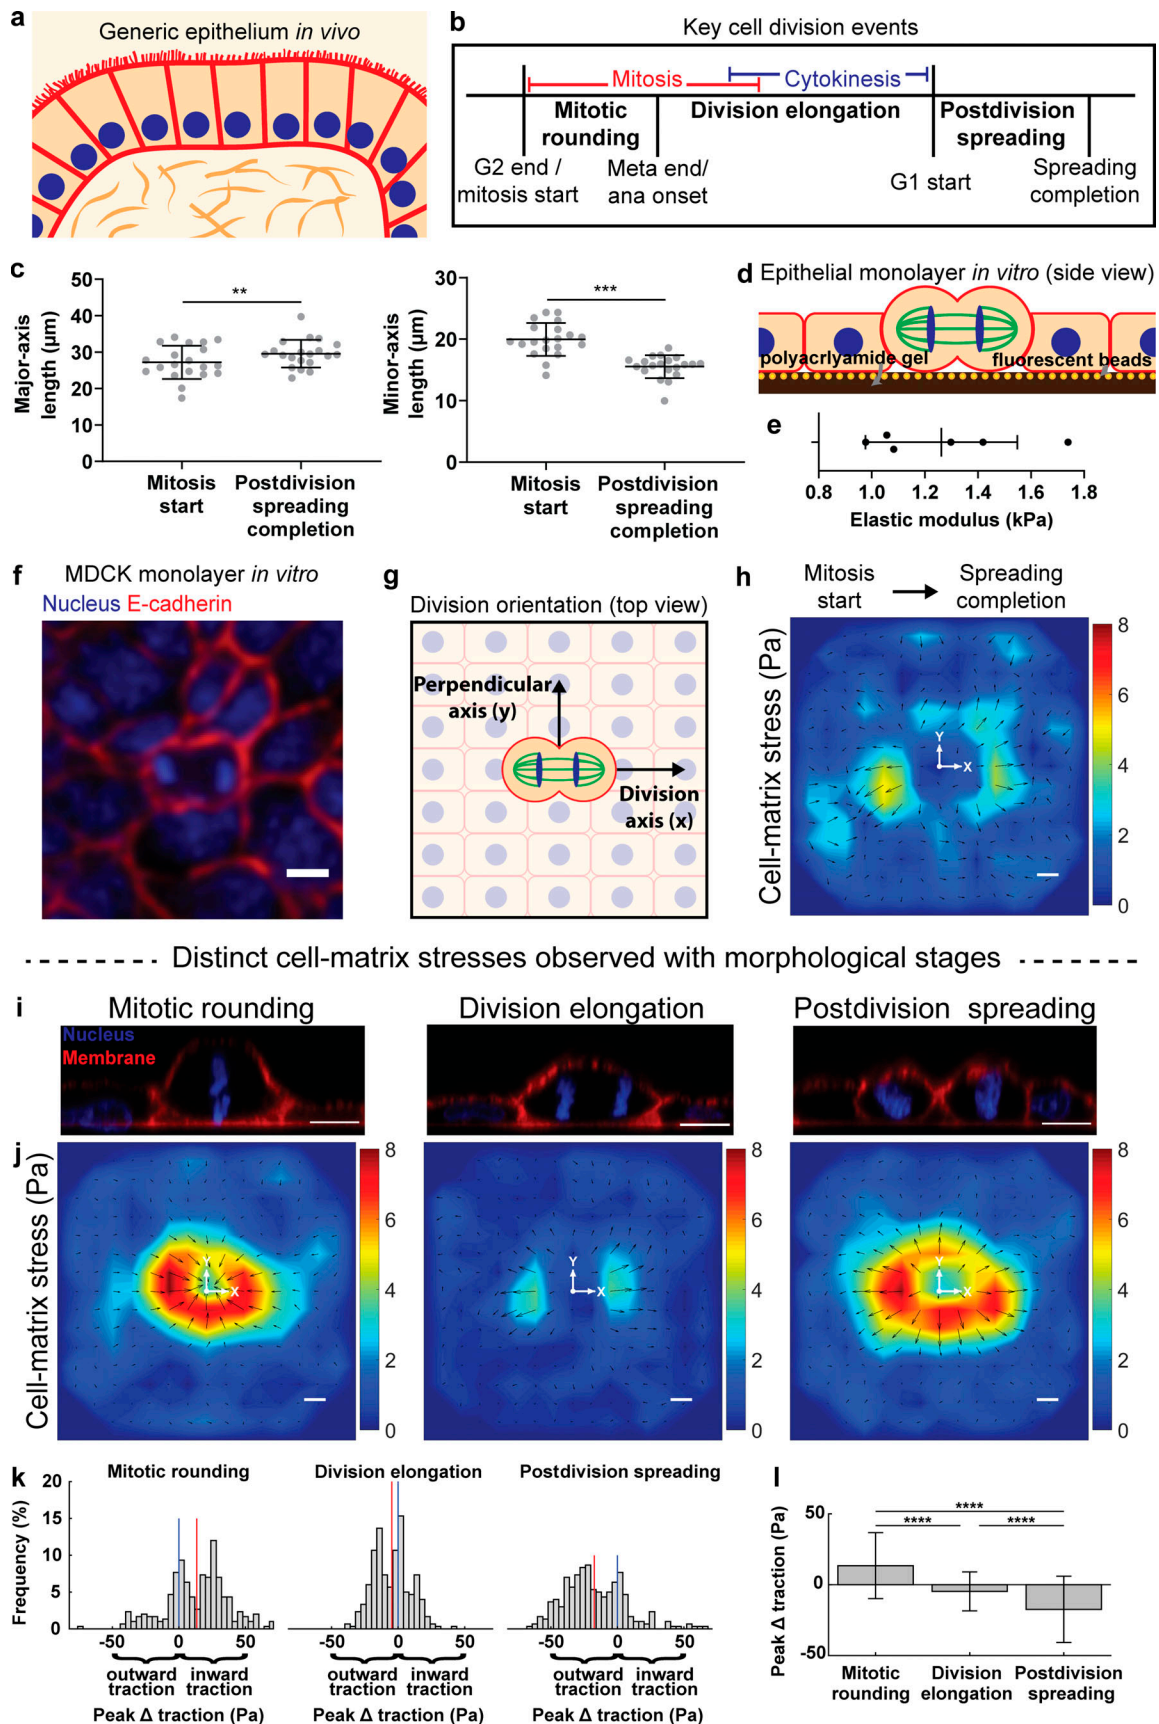 a
Generic epithelium in vivo
b
Key cell division events
Mitosis
Cytokinesis
Mitotic
rounding
Division elongation
Postdivision
spreading
G2 end /
mitosis start
Meta end/
ana onset
G1 start
Spreading
completion
c
Major-axis
length (µm)
50
40
30
20
10
0
**
Mitosis
start
Postdivision
spreading
completion
Minor-axis
length (µm)
30
20
10
0
***
Mitosis
start
Postdivision
spreading
completion
d
Epithelial monolayer in vitro (side view)
polyacrlyamide gel
fluorescent beads
e
0.8 1.0 1.2 1.4 1.6 1.8
Elastic modulus (kPa)
f
MDCK monolayer in vitro
Nucleus E-cadherin
g
Division orientation (top view)
Perpendicular
axis (y)
Division
axis (x)
h
Mitosis
start
Spreading
completion
Cell-matrix stress (Pa)
Y
X
8
6
4
2
0
Distinct cell-matrix stresses observed with morphological stages
i
Mitotic rounding
Division elongation
Postdivision spreading
Nucleus
Membrane
j
Cell-matrix stress (Pa)
Y
X
8
6
4
2
0
Y
X
8
6
4
2
0
Y
X
8
6
4
2
0
k
Mitotic rounding
Division elongation
Postdivision spreading
Frequency (%)
20
15
10
5
0
-50 0 50
-50 0 50
-50 0 50
outward
traction
inward
traction
outward
traction
inward
traction
outward
traction
inward
traction
Peak Δ traction (Pa)
Peak Δ traction (Pa)
Peak Δ traction (Pa)
l
Peak Δ traction (Pa)
50
0
-50
****
****
****
Mitotic
rounding
Division
elongation
Postdivision
spreading